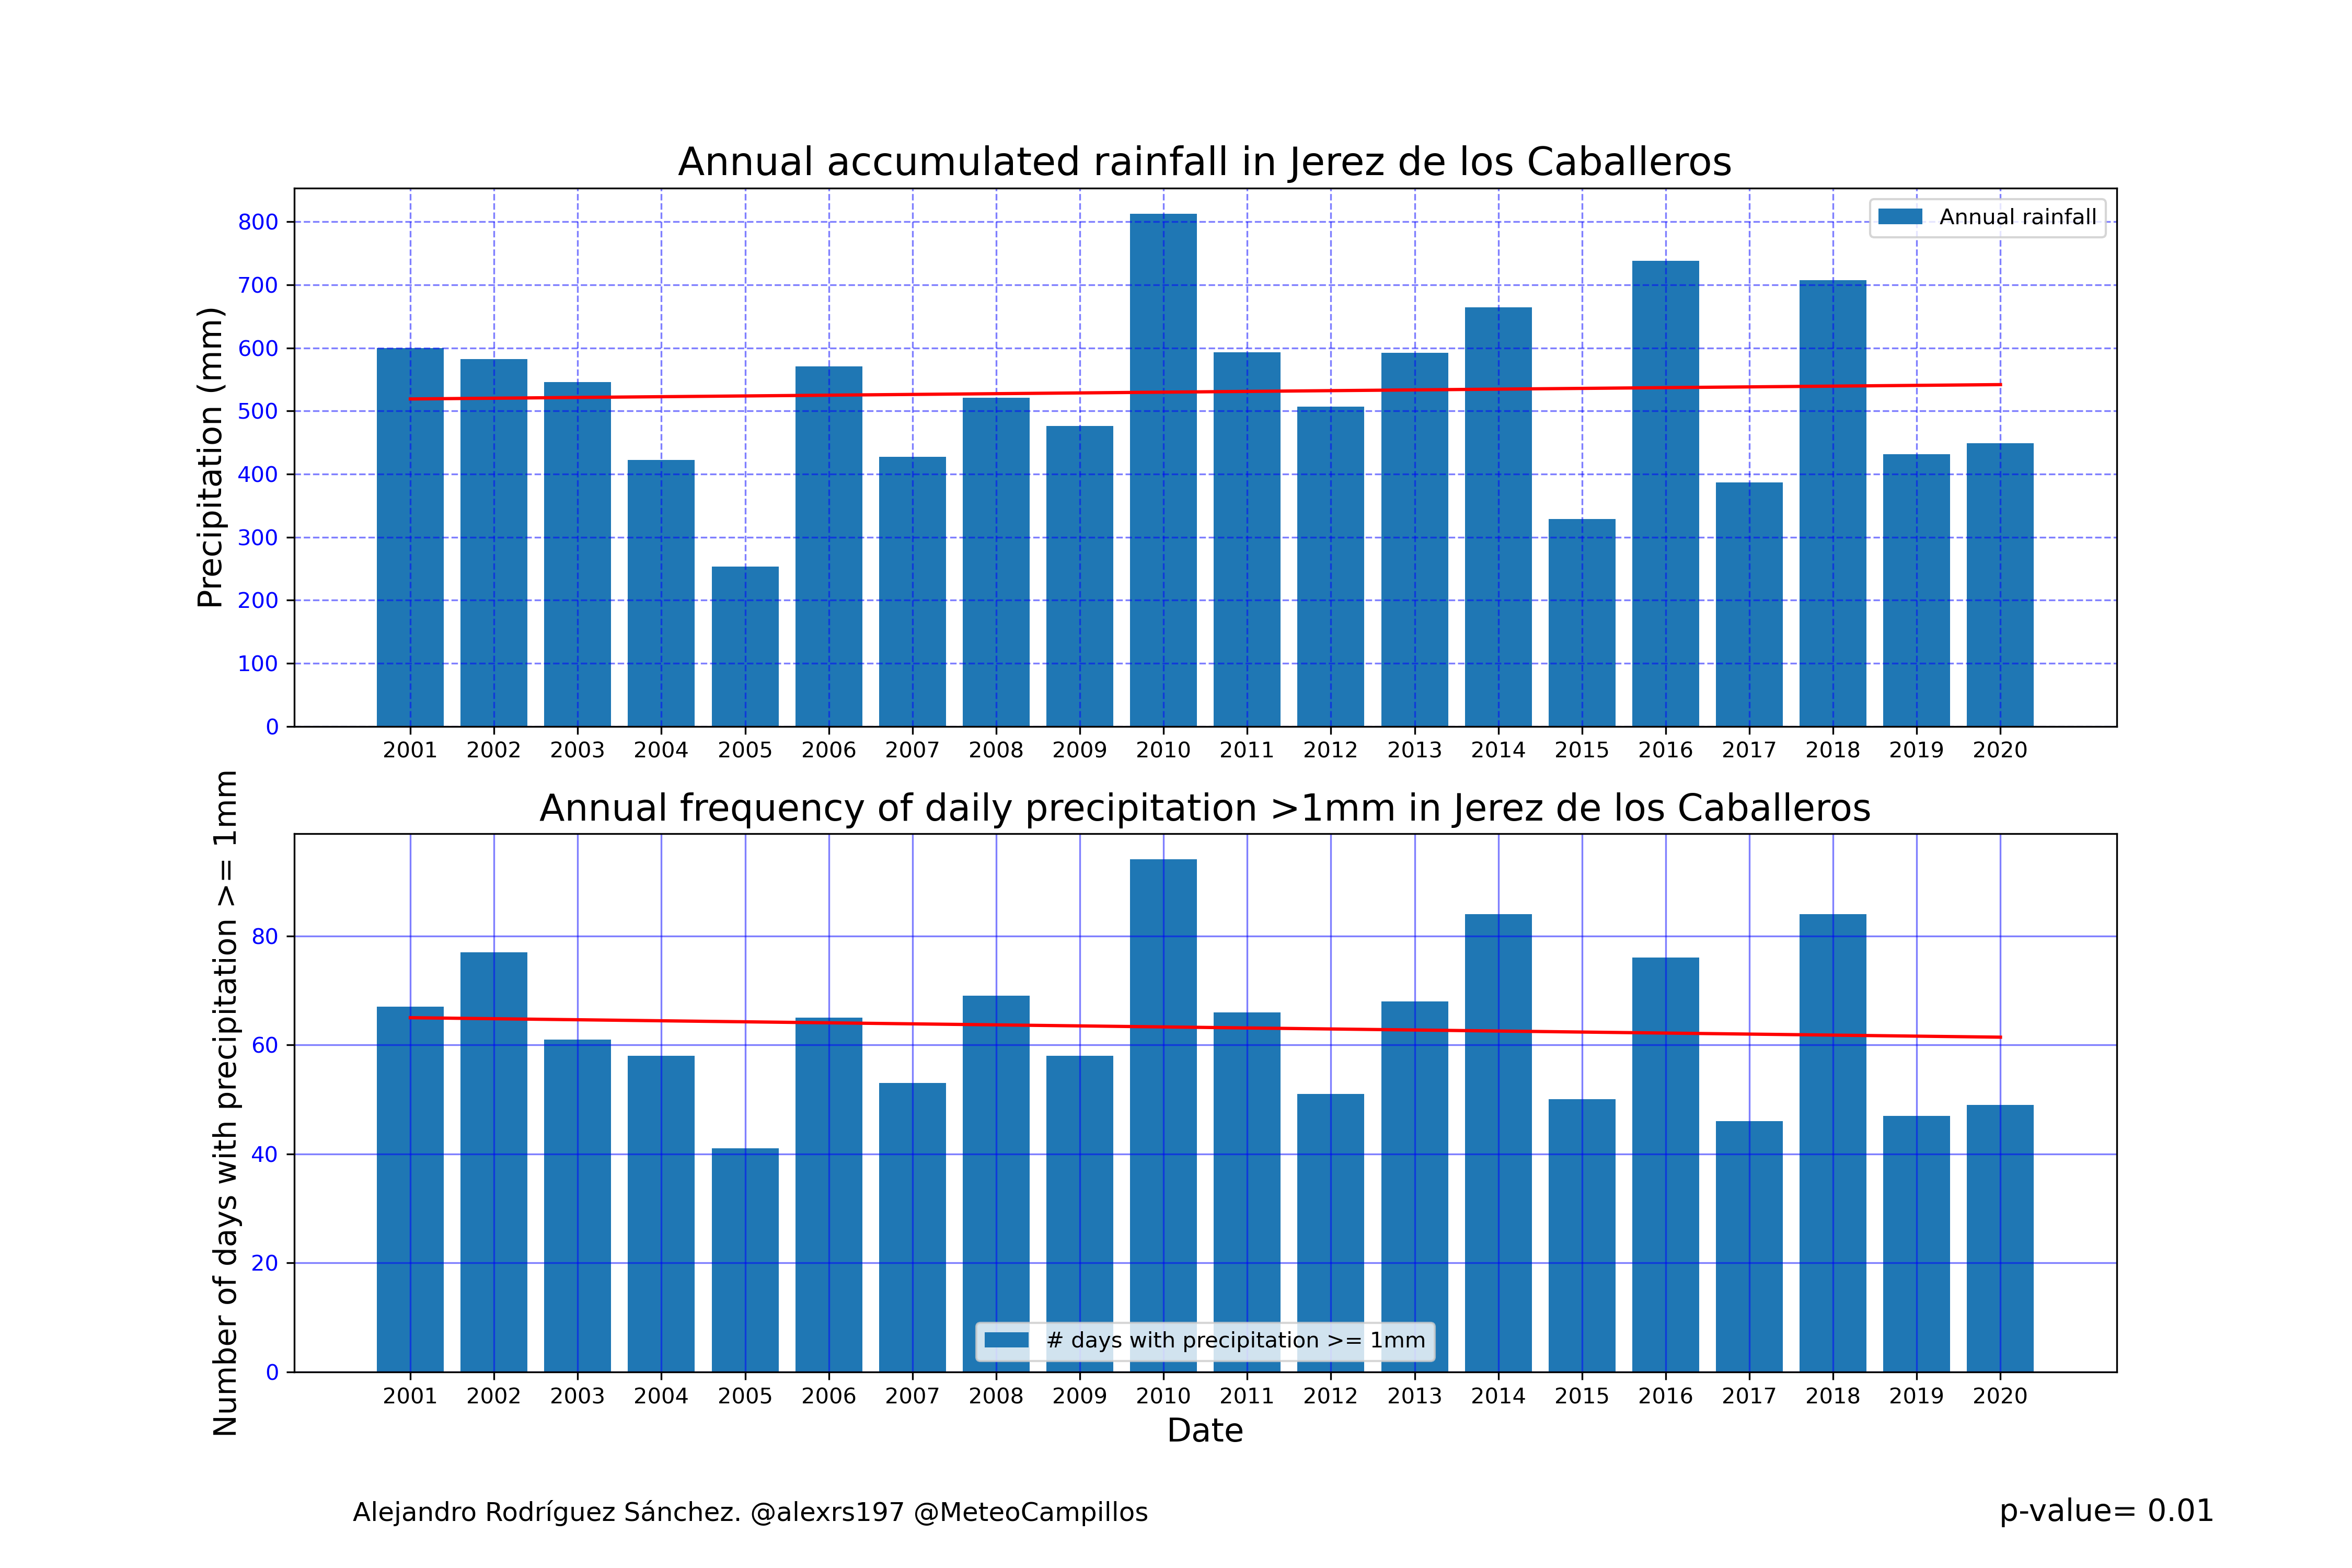 Annual accumulated rainfall in Jerez de los Caballeros
Precipitation (mm)
800
700
600
500
400
300
200
100
0
Annual rainfall
2001 2002 2003 2004 2005 2006 2007 2008 2009 2010 2011 2012 2013 2014 2015 2016 2017 2018 2019 2020
Annual frequency of daily precipitation >1mm in Jerez de los Caballeros
Number of days with precipitation >= 1mm
80
60
40
20
0
# days with precipitation >= 1mm
2001 2002 2003 2004 2005 2006 2007 2008 2009 2010 2011 2012 2013 2014 2015 2016 2017 2018 2019 2020
Date
Alejandro Rodríguez Sánchez. @alexrs197 @MeteoCampillos
p-value= 0.01